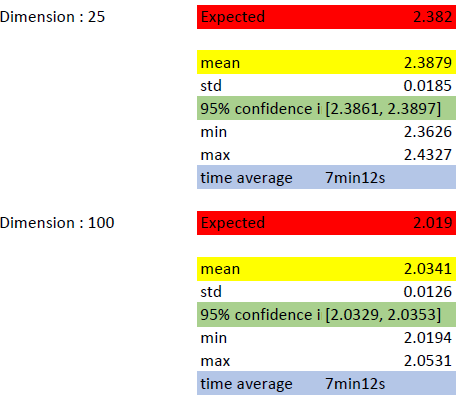 Dimension : 25 Expected 2.382
mean 2.3879
std 0.0185
95% confidence i [2.3861, 2.3897]
min 2.3626
max 2.4327
time average 7min12s
Dimension : 100 Expected 2.019
mean 2.0341
std 0.0126
95% confidence i [2.0329, 2.0353]
min 2.0194
max 2.0531
time average 7min12s